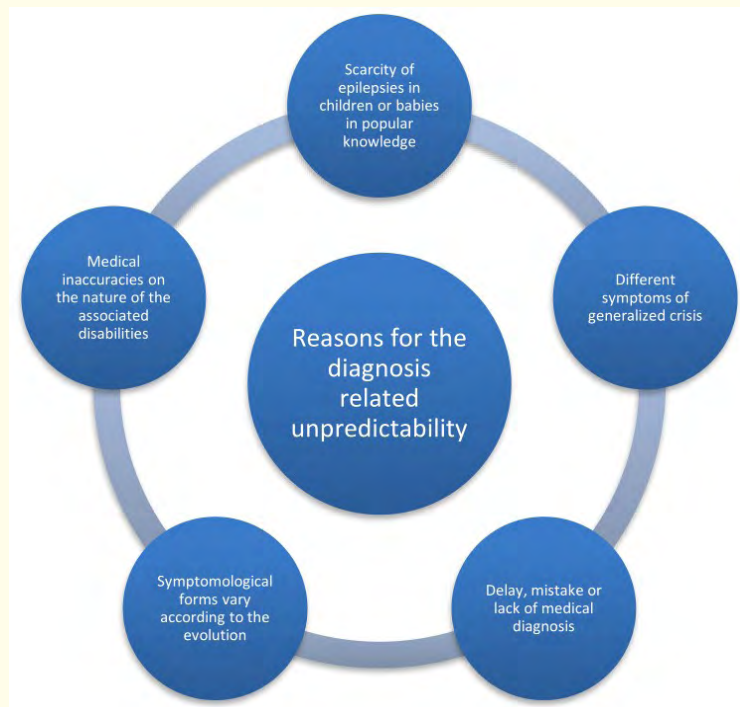 Scarcity of
epilepsies in
children or babies
in popular
knowledge
Different
symptoms of
generalized crisis
Delay, mistake or
lack of medical
diagnosis
Symptomological
forms vary
according to the
evolution
Medical
inaccuracies on
the nature of the
associated
disabilities
Reasons for the
diagnosis
related
unpredictability